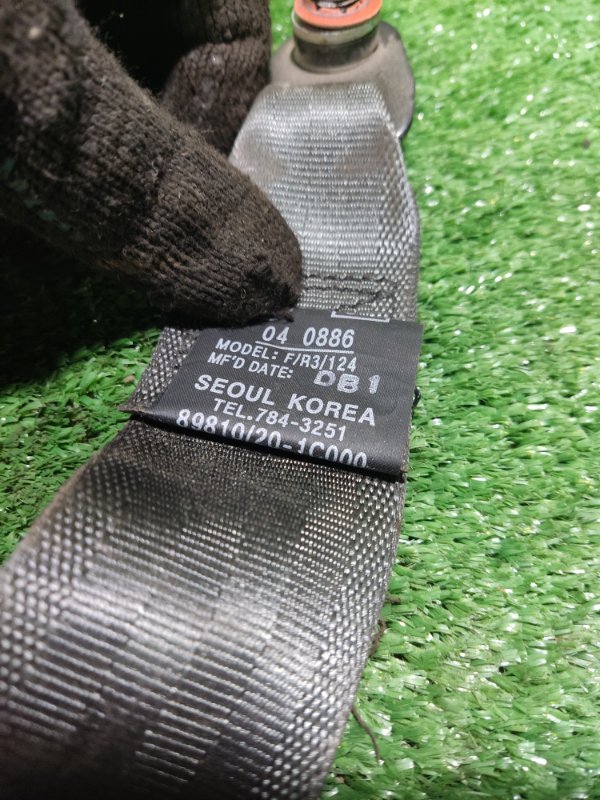 04 0886
MODEL: F/R3/124
MF'D DATE: DB1
SEOUL KOREA
TEL.784-3251
89810/20-1C000